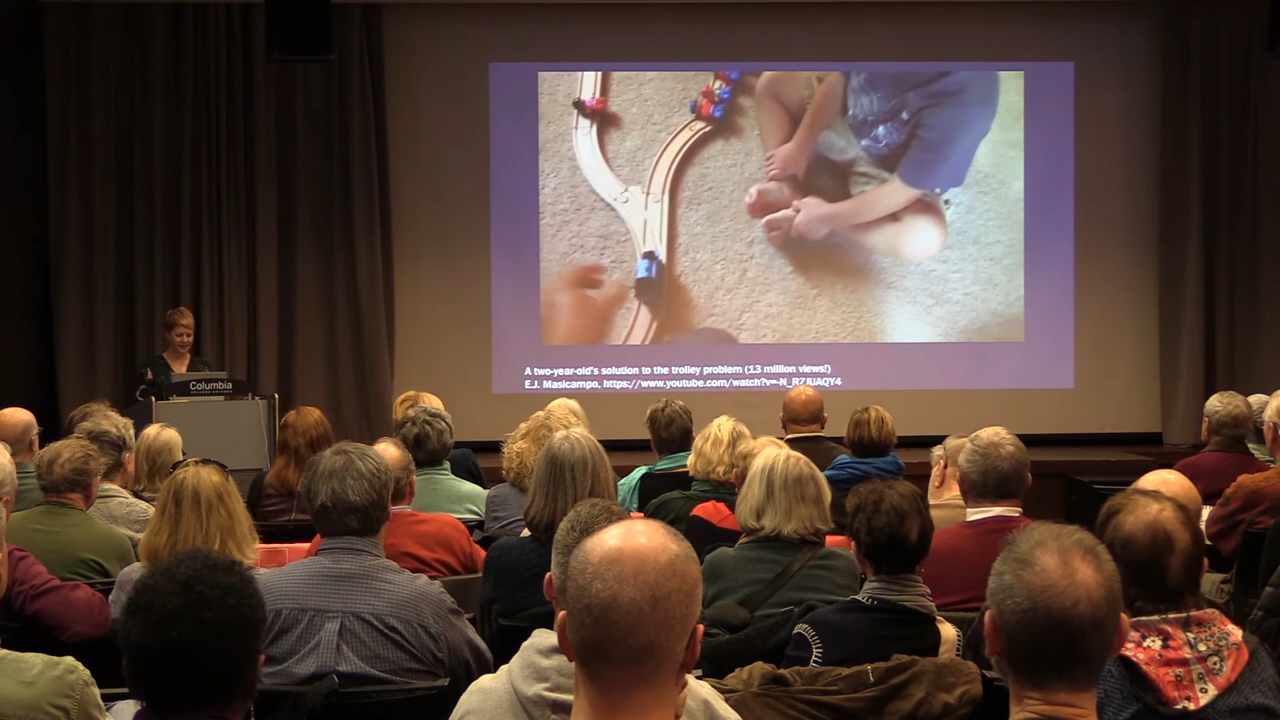 A two-year-old's solution to the trolley problem (13 million views!)
E.J. Masicampo, https://www.youtube.com/watch?v=-N_RZJUAQY4
Columbia